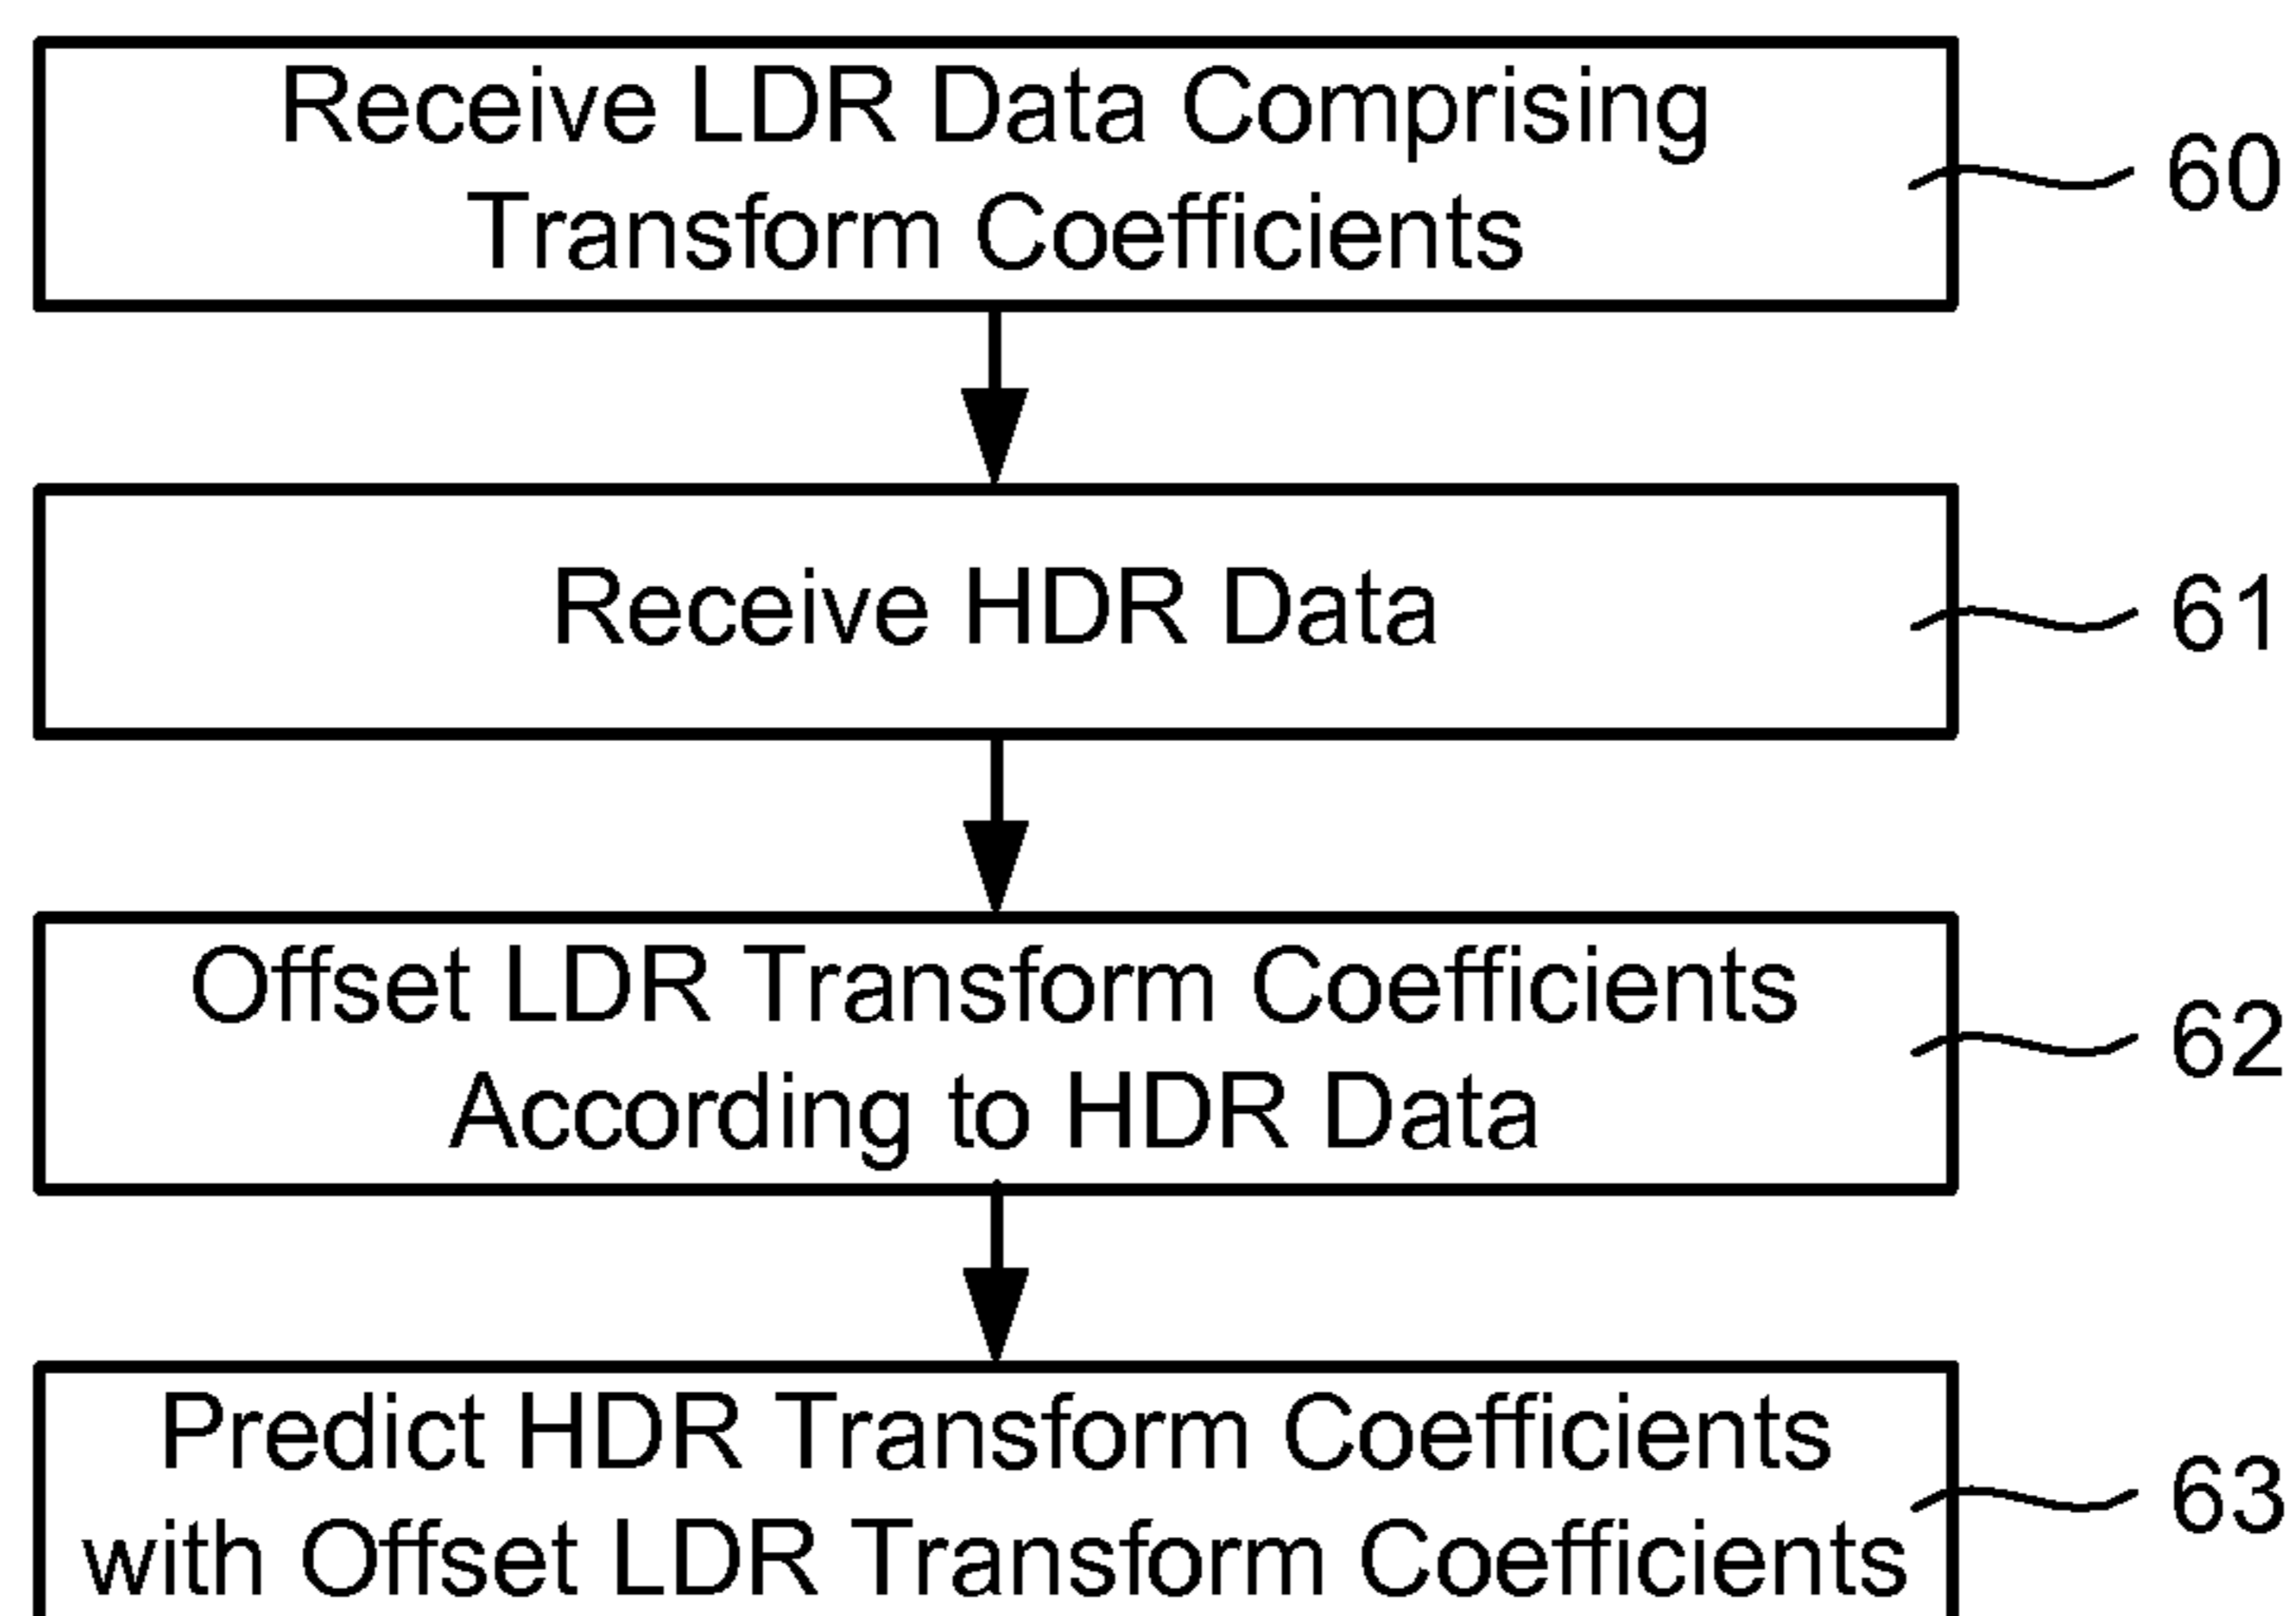 Receive LDR Data Comprising
Transform Coefficients
60
Receive HDR Data
61
Offset LDR Transform Coefficients
According to HDR Data
62
Predict HDR Transform Coefficients
with Offset LDR Transform Coefficients
63